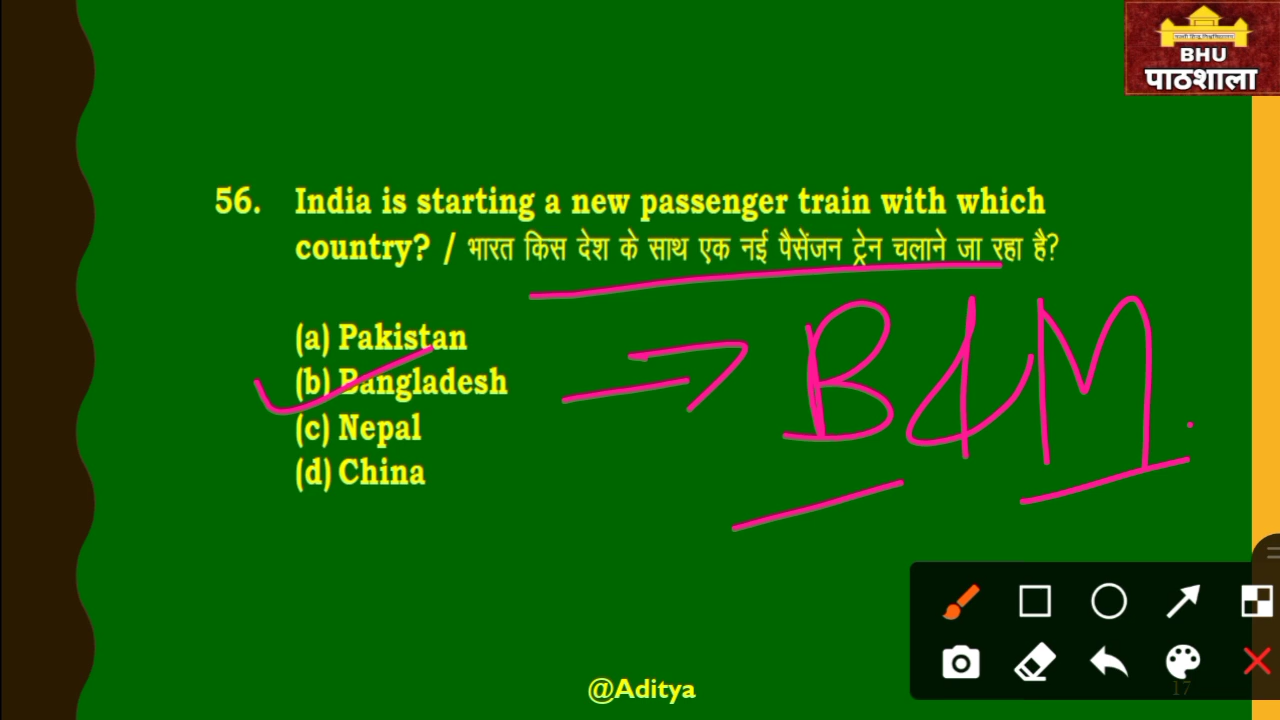 BHU
पाठशाला
56. India is starting a new passenger train with which
country? / भारत किस देश के साथ एक नई पैसेंजन ट्रेन चलाने जा रहा है?
(a) Pakistan
(b) Bangladesh
B&M.
(c) Nepal
(d) China
@Aditya
17